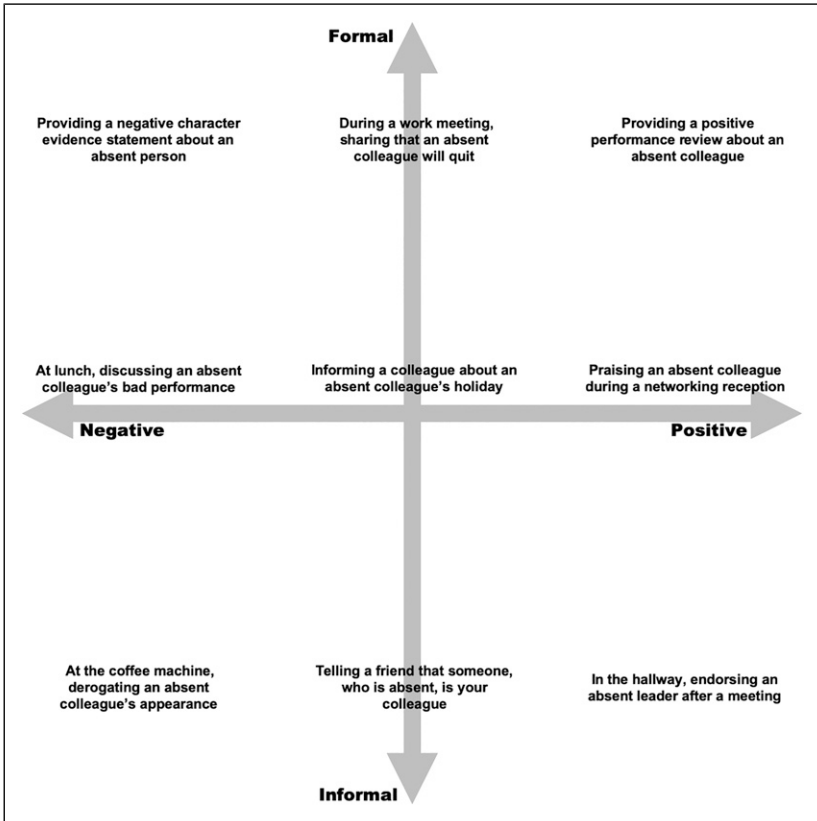 Formal
Providing a negative character
evidence statement about an
absent person
During a work meeting,
sharing that an absent
colleague will quit
Providing a positive
performance review about an
absent colleague
At lunch, discussing an absent
colleague's bad performance
Informing a colleague about an
absent colleague's holiday
Praising an absent colleague
during a networking reception
Negative
Positive
At the coffee machine,
derogating an absent
colleague's appearance
Telling a friend that someone,
who is absent, is your
colleague
In the hallway, endorsing an
absent leader after a meeting
Informal